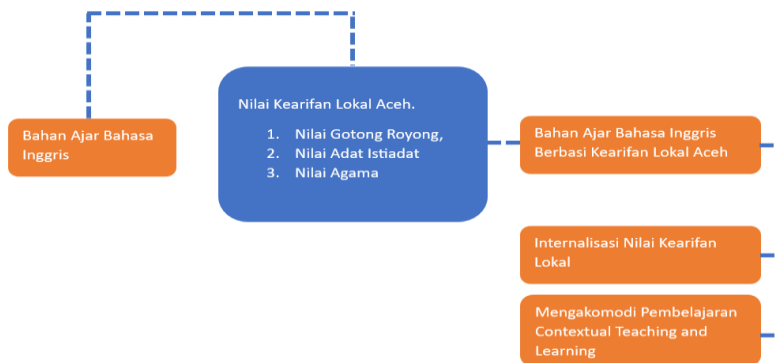 Bahan Ajar Bahasa
Inggris
Nilai Kearifan Lokal Aceh.
1. Nilai Gotong Royong,
2. Nilai Adat Istiadat
3. Nilai Agama
Bahan Ajar Bahasa Inggris
Berbasi Kearifan Lokal Aceh
Internalisasi Nilai Kearifan
Lokal
Mengakomodi Pembelajaran
Contextual Teaching and
Learning